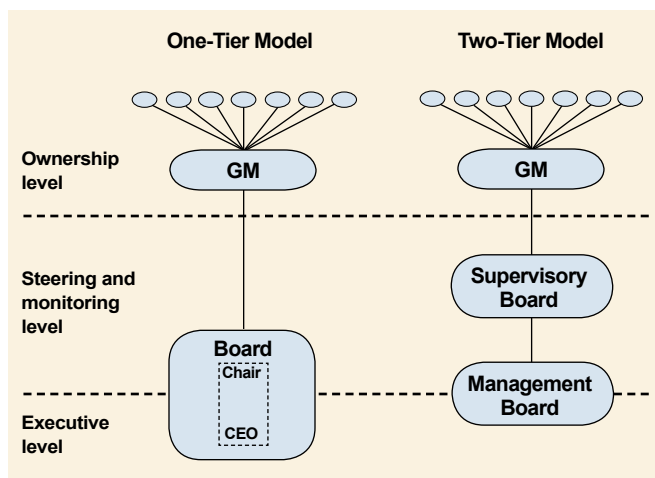 One-Tier Model
Two-Tier Model
Ownership
level
GM
GM
Steering and
monitoring
level
Supervisory
Board
Board
Chair
CEO
Management
Board
Executive
level